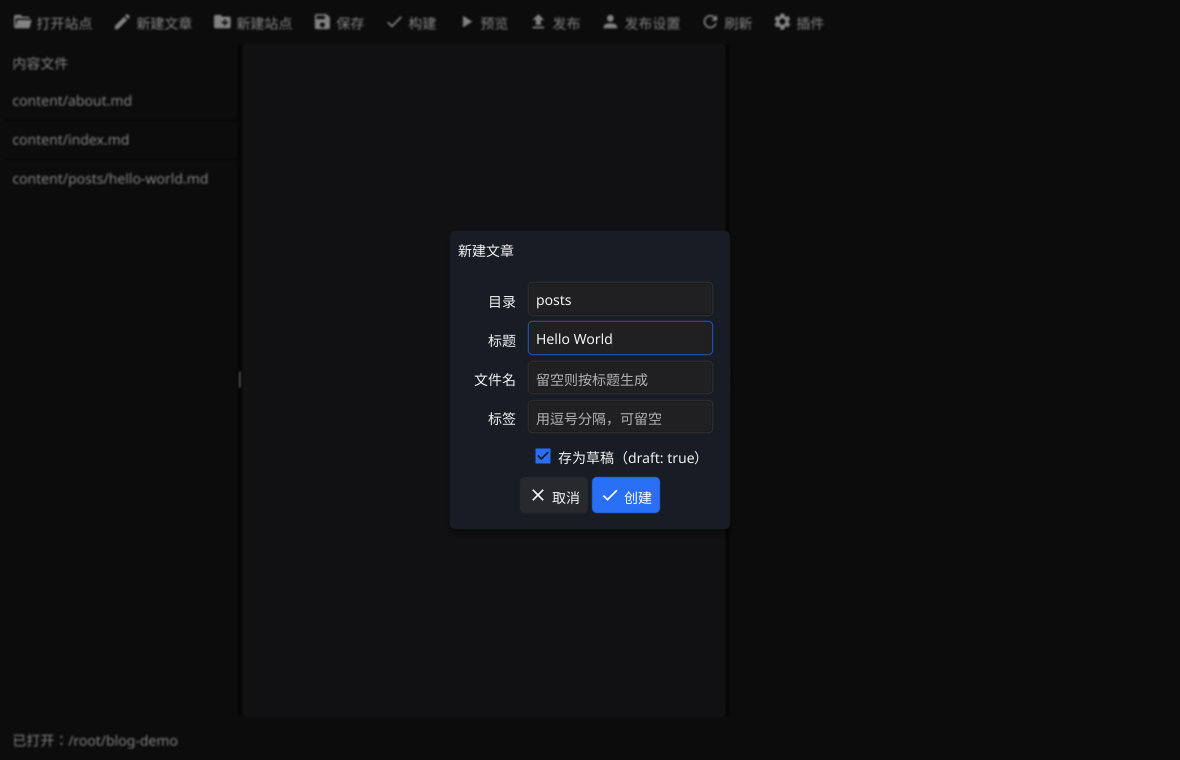 打开站点 新建文章 新建站点 保存 构建 预览 发布 发布设置 刷新 插件
内容文件
content/about.md
content/index.md
content/posts/hello-world.md
新建文章
目录 posts
标题 Hello World
文件名 留空则按标题生成
标签 用逗号分隔，可留空
存为草稿（draft: true）
取消 创建
已打开：/root/blog-demo